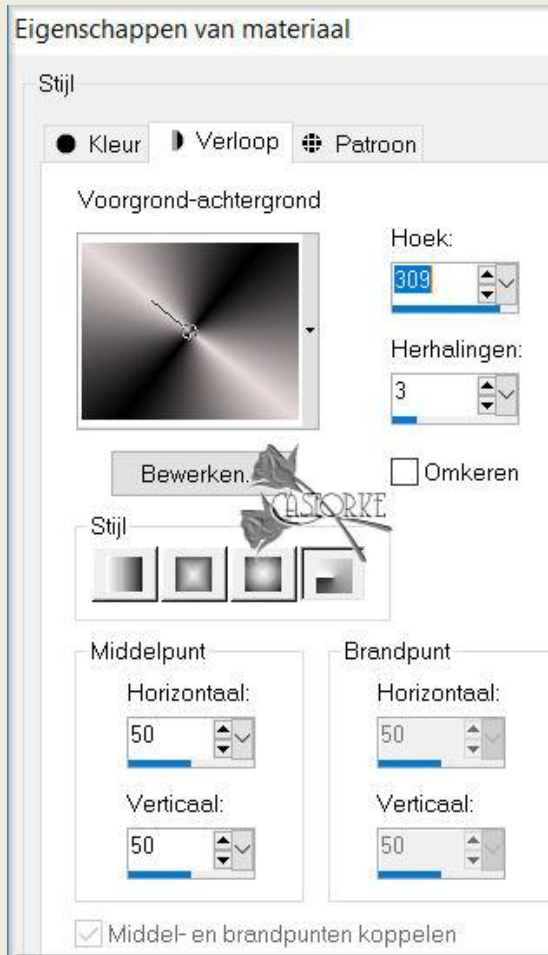 Eigenschappen van materiaal
Stijl
Kleur Verloop Patroon
Voorgrond-achtergrond
Hoek:
309
Herhalingen:
3
Bewerken.
Omkeren
CASTORKE
Stijl
Middelpunt
Horizontaal:
50
Verticaal:
50
Brandpunt
Horizontaal:
50
Verticaal:
50
Middel- en brandpunten koppelen